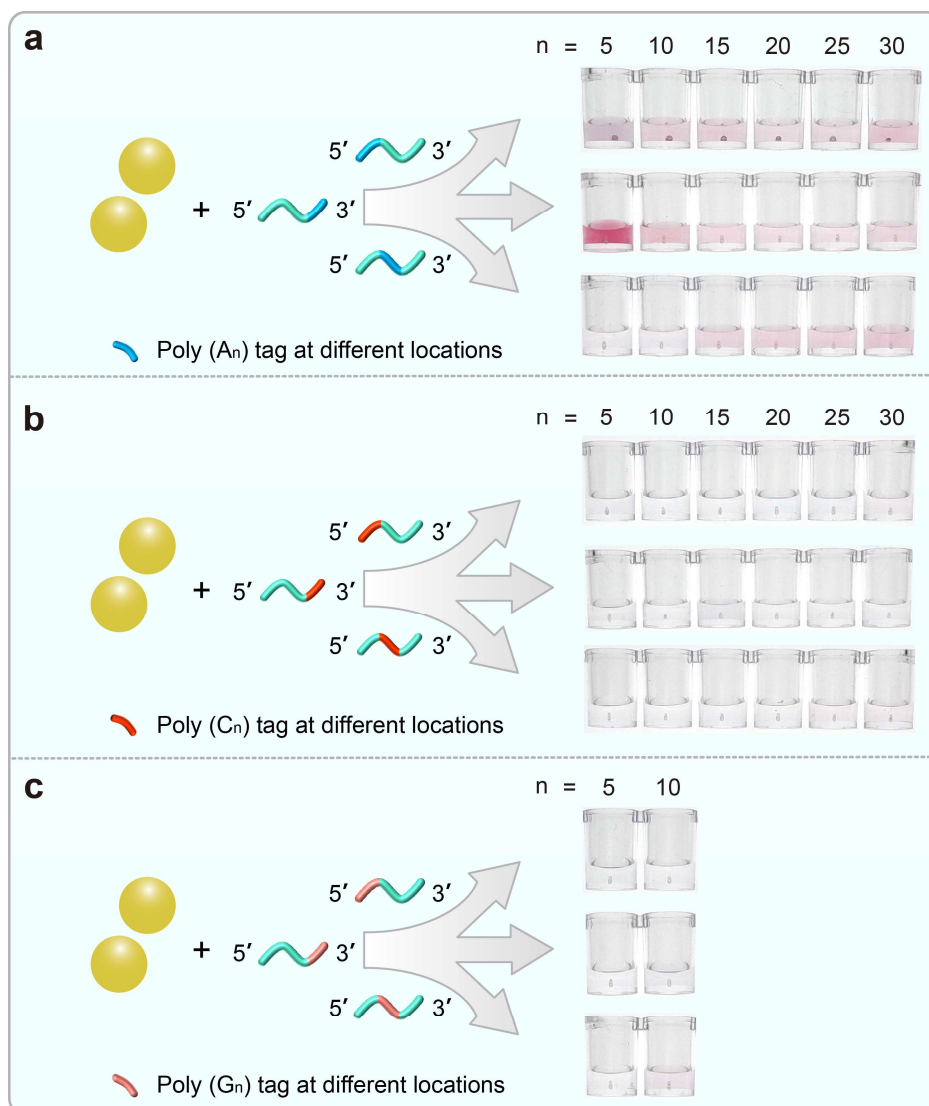 a
n = 5 10 15 20 25 30
5′ 3′
+ 5′ 3′
5′ 3′
Poly (An) tag at different locations
b
n = 5 10 15 20 25 30
5′ 3′
+ 5′ 3′
5′ 3′
Poly (Cn) tag at different locations
c
n = 5 10
5′ 3′
+ 5′ 3′
5′ 3′
Poly (Gn) tag at different locations